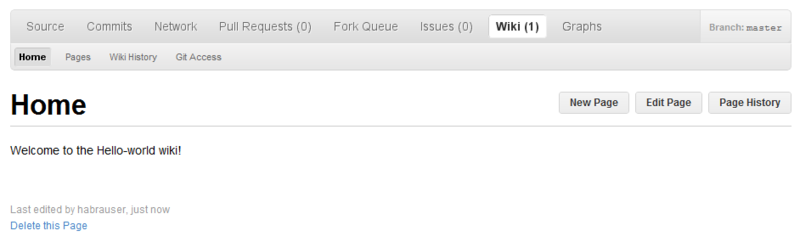 Source Commits Network Pull Requests (0) Fork Queue Issues (0) Wiki (1) Graphs Branch: master
Home Pages Wiki History Git Access
Home New Page Edit Page Page History
Welcome to the Hello-world wiki!
Last edited by habrauser, just now
Delete this Page